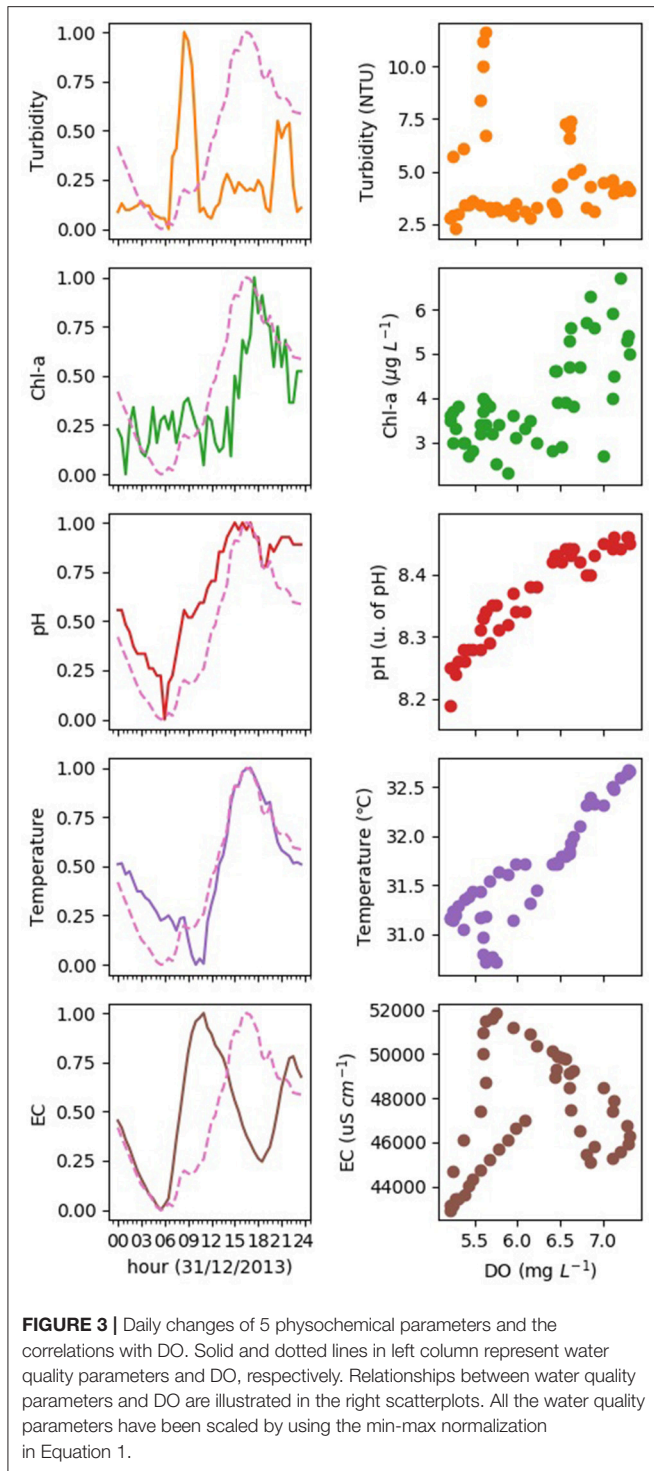 1.00
0.75
0.50
0.25
0.00
Turbidity
10.0
7.5
5.0
2.5
Turbidity (NTU)
1.00
0.75
0.50
0.25
0.00
Chl-a
6
5
4
3
Chl-a (µg L⁻¹)
1.00
0.75
0.50
0.25
0.00
pH
8.4
8.3
8.2
pH (u. of pH)
1.00
0.75
0.50
0.25
0.00
Temperature
32.5
32.0
31.5
31.0
Temperature (°C)
1.00
0.75
0.50
0.25
0.00
EC
00 03 06 09 12 15 18 21 24
hour (31/12/2013)
52000
50000
48000
46000
44000
EC (uS cm⁻¹)
5.5 6.0 6.5 7.0
DO (mg L⁻¹)
FIGURE 3 | Daily changes of 5 physochemical parameters and the
correlations with DO. Solid and dotted lines in left column represent water
quality parameters and DO, respectively. Relationships between water quality
parameters and DO are illustrated in the right scatterplots. All the water quality
parameters have been scaled by using the min-max normalization
in Equation 1.